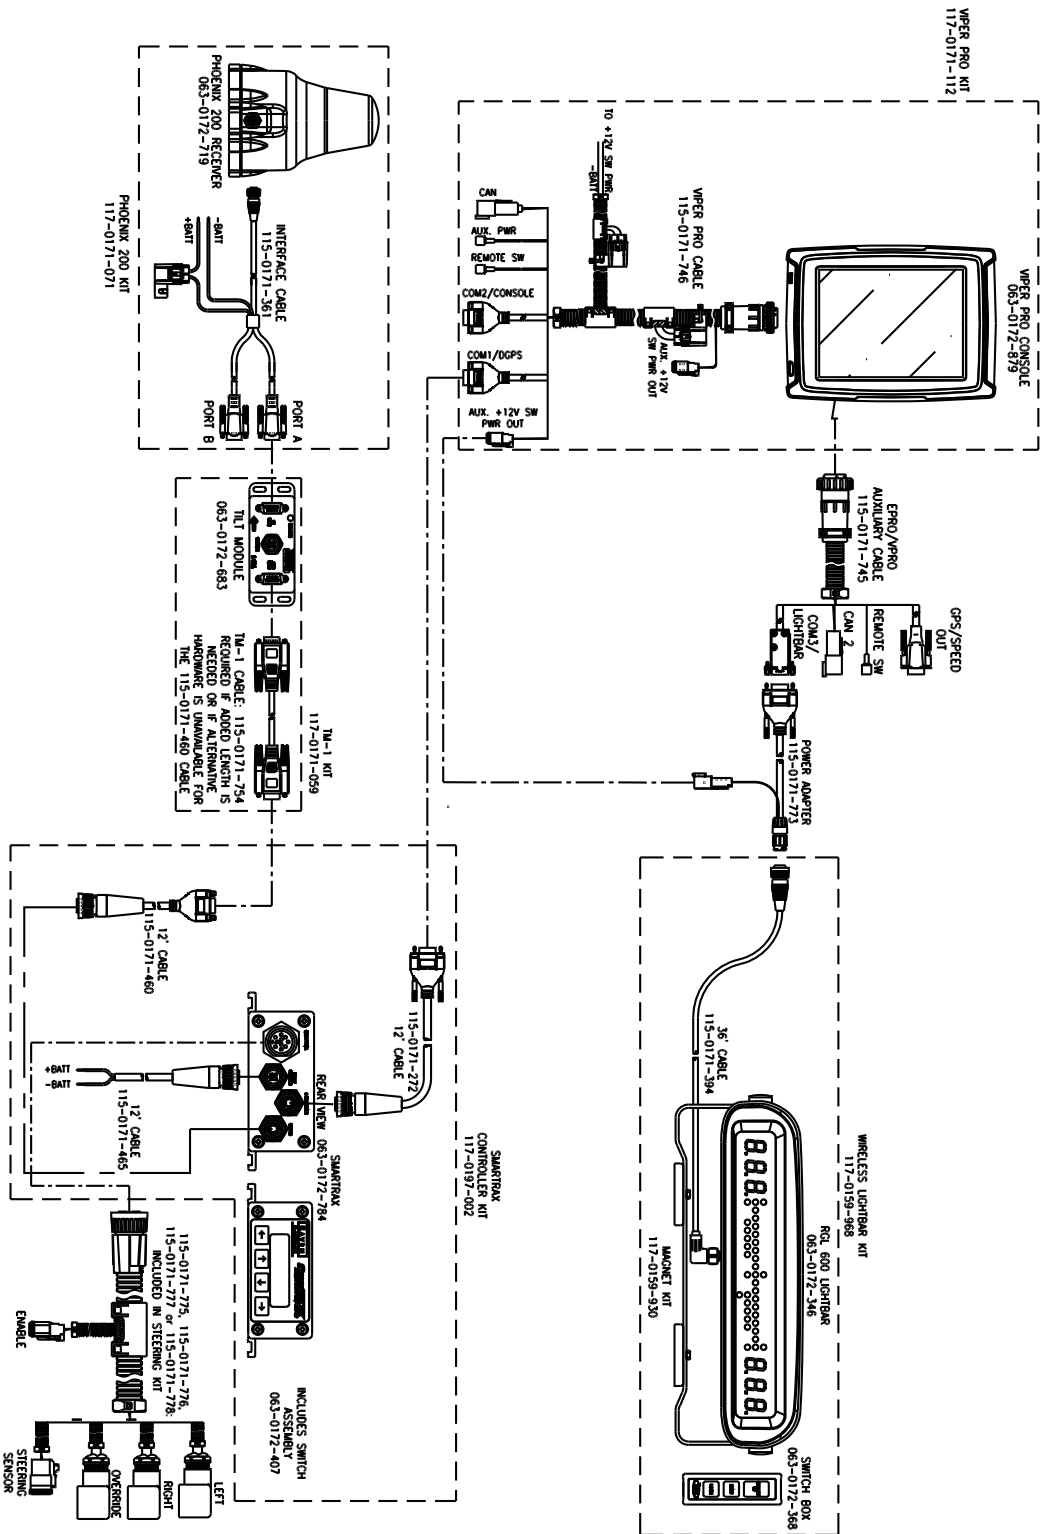 VIPER PRO KIT
117-0171-112
VIPER PRO CONSOLE
063-0172-879
TO +12V SW PWR
-BATT
VIPER PRO CABLE
115-0171-746
CAN
AUX. PWR
REMOTE SW
COM2/CONSOLE
COM1/DGPS
AUX. +12V SW
PWR OUT
AUX. +12V
SW PWR OUT
PHOENIX 200 RECEIVER
063-0172-719
INTERFACE CABLE
115-0171-36
-BATT
+BATT
PORT A
PORT B
PHOENIX 200 KIT
117-0171-071
EPRO/VPRO
AUXILIARY CABLE
115-0171-745
GPS/SPEED
OUT
REMOTE SW
CAN 2
COM3/
LIGHTBAR
POWER ADAPTER
115-0171-773
TILT MODULE
063-0172-683
TM-1 CABLE: 115-0171-754
REQUIRED IF ADDED LENGTH IS
NEEDED OR IF ALTERNATIVE
HARDWARE IS UNAVAILABLE FOR
THE 115-0171-460 CABLE
TM-1 KIT
117-0171-059
WIRELESS LIGHTBAR KIT
117-0159-968
RGL 600 LIGHTBAR
063-0172-346
36' CABLE
115-0171-394
MAGNET KIT
117-0159-930
SWITCH BOX
063-0172-368
8.8.8.
8.8.8.
SMARTRAX
CONTROLLER KIT
117-0197-002
115-0171-272
12' CABLE
12' CABLE
115-0171-460
REAR VIEW
SMARTRAX
063-0172-784
+BATT
-BATT
12' CABLE
115-0171-465
RAVEN
INCLUDES SWITCH
ASSEMBLY
063-0172-407
115-0171-775, 115-0171-776,
115-0171-777 or 115-0171-778:
INCLUDED IN STEERING KIT
ENABLE
LEFT
RIGHT
OVERRIDE
STEERING
SENSOR